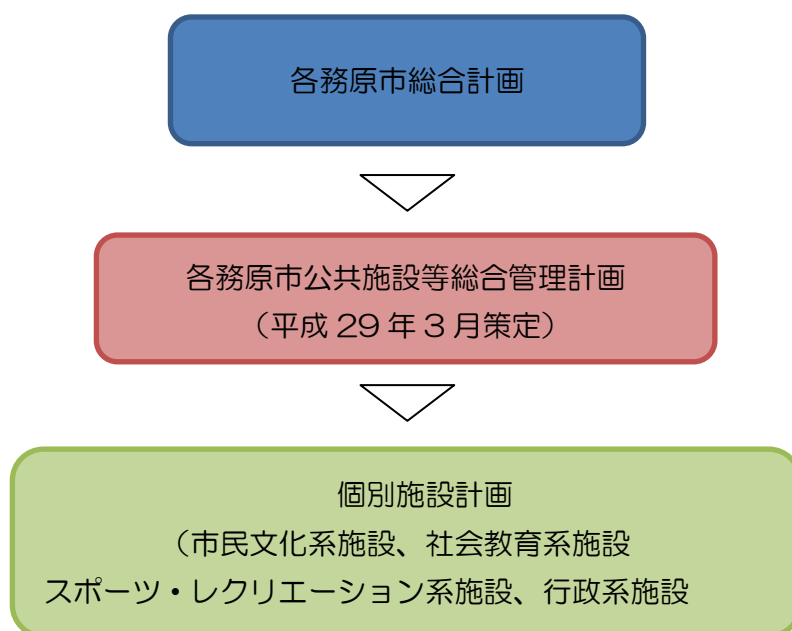 各務原市総合計画
各務原市公共施設等総合管理計画
（平成 29 年 3 月策定）
個別施設計画
（市民文化系施設、社会教育系施設
スポーツ・レクリエーション系施設、行政系施設